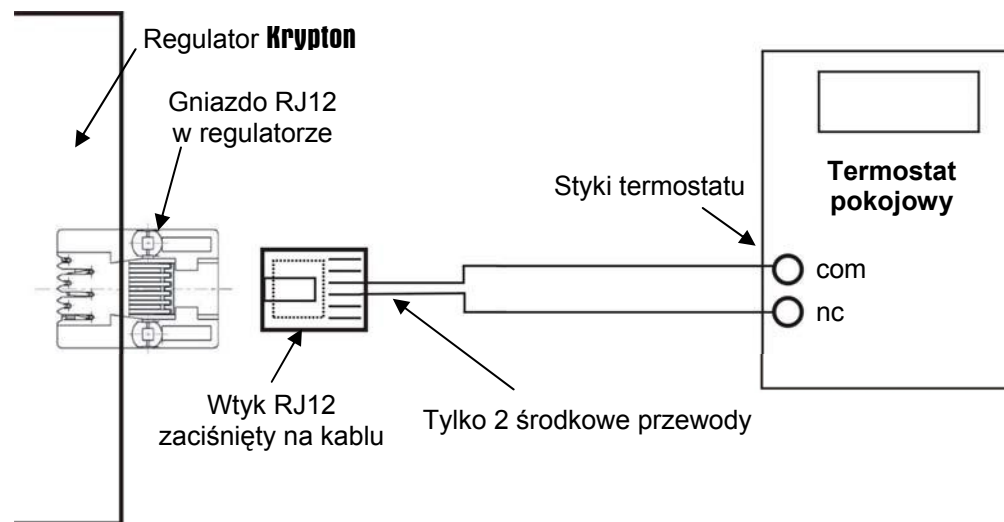 Regulator Krypton
Gniazdo RJ12
w regulatorze
Termostat
pokojowy
Styki termostatu
com
nc
Wtyk RJ12
zaciśnięty na kablu
Tylko 2 środkowe przewody